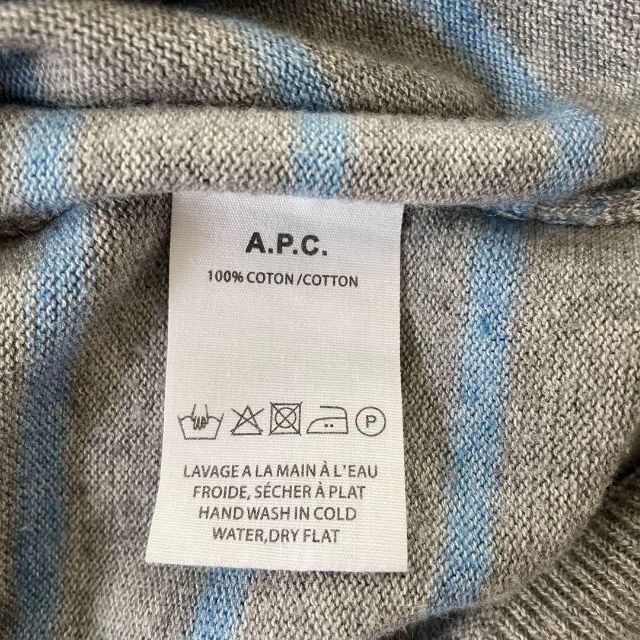 A.P.C.
100% COTON/COTTON
P
LAVAGE A LA MAIN À L'EAU
FROIDE, SÉCHER À PLAT
HAND WASH IN COLD
WATER,DRY FLAT